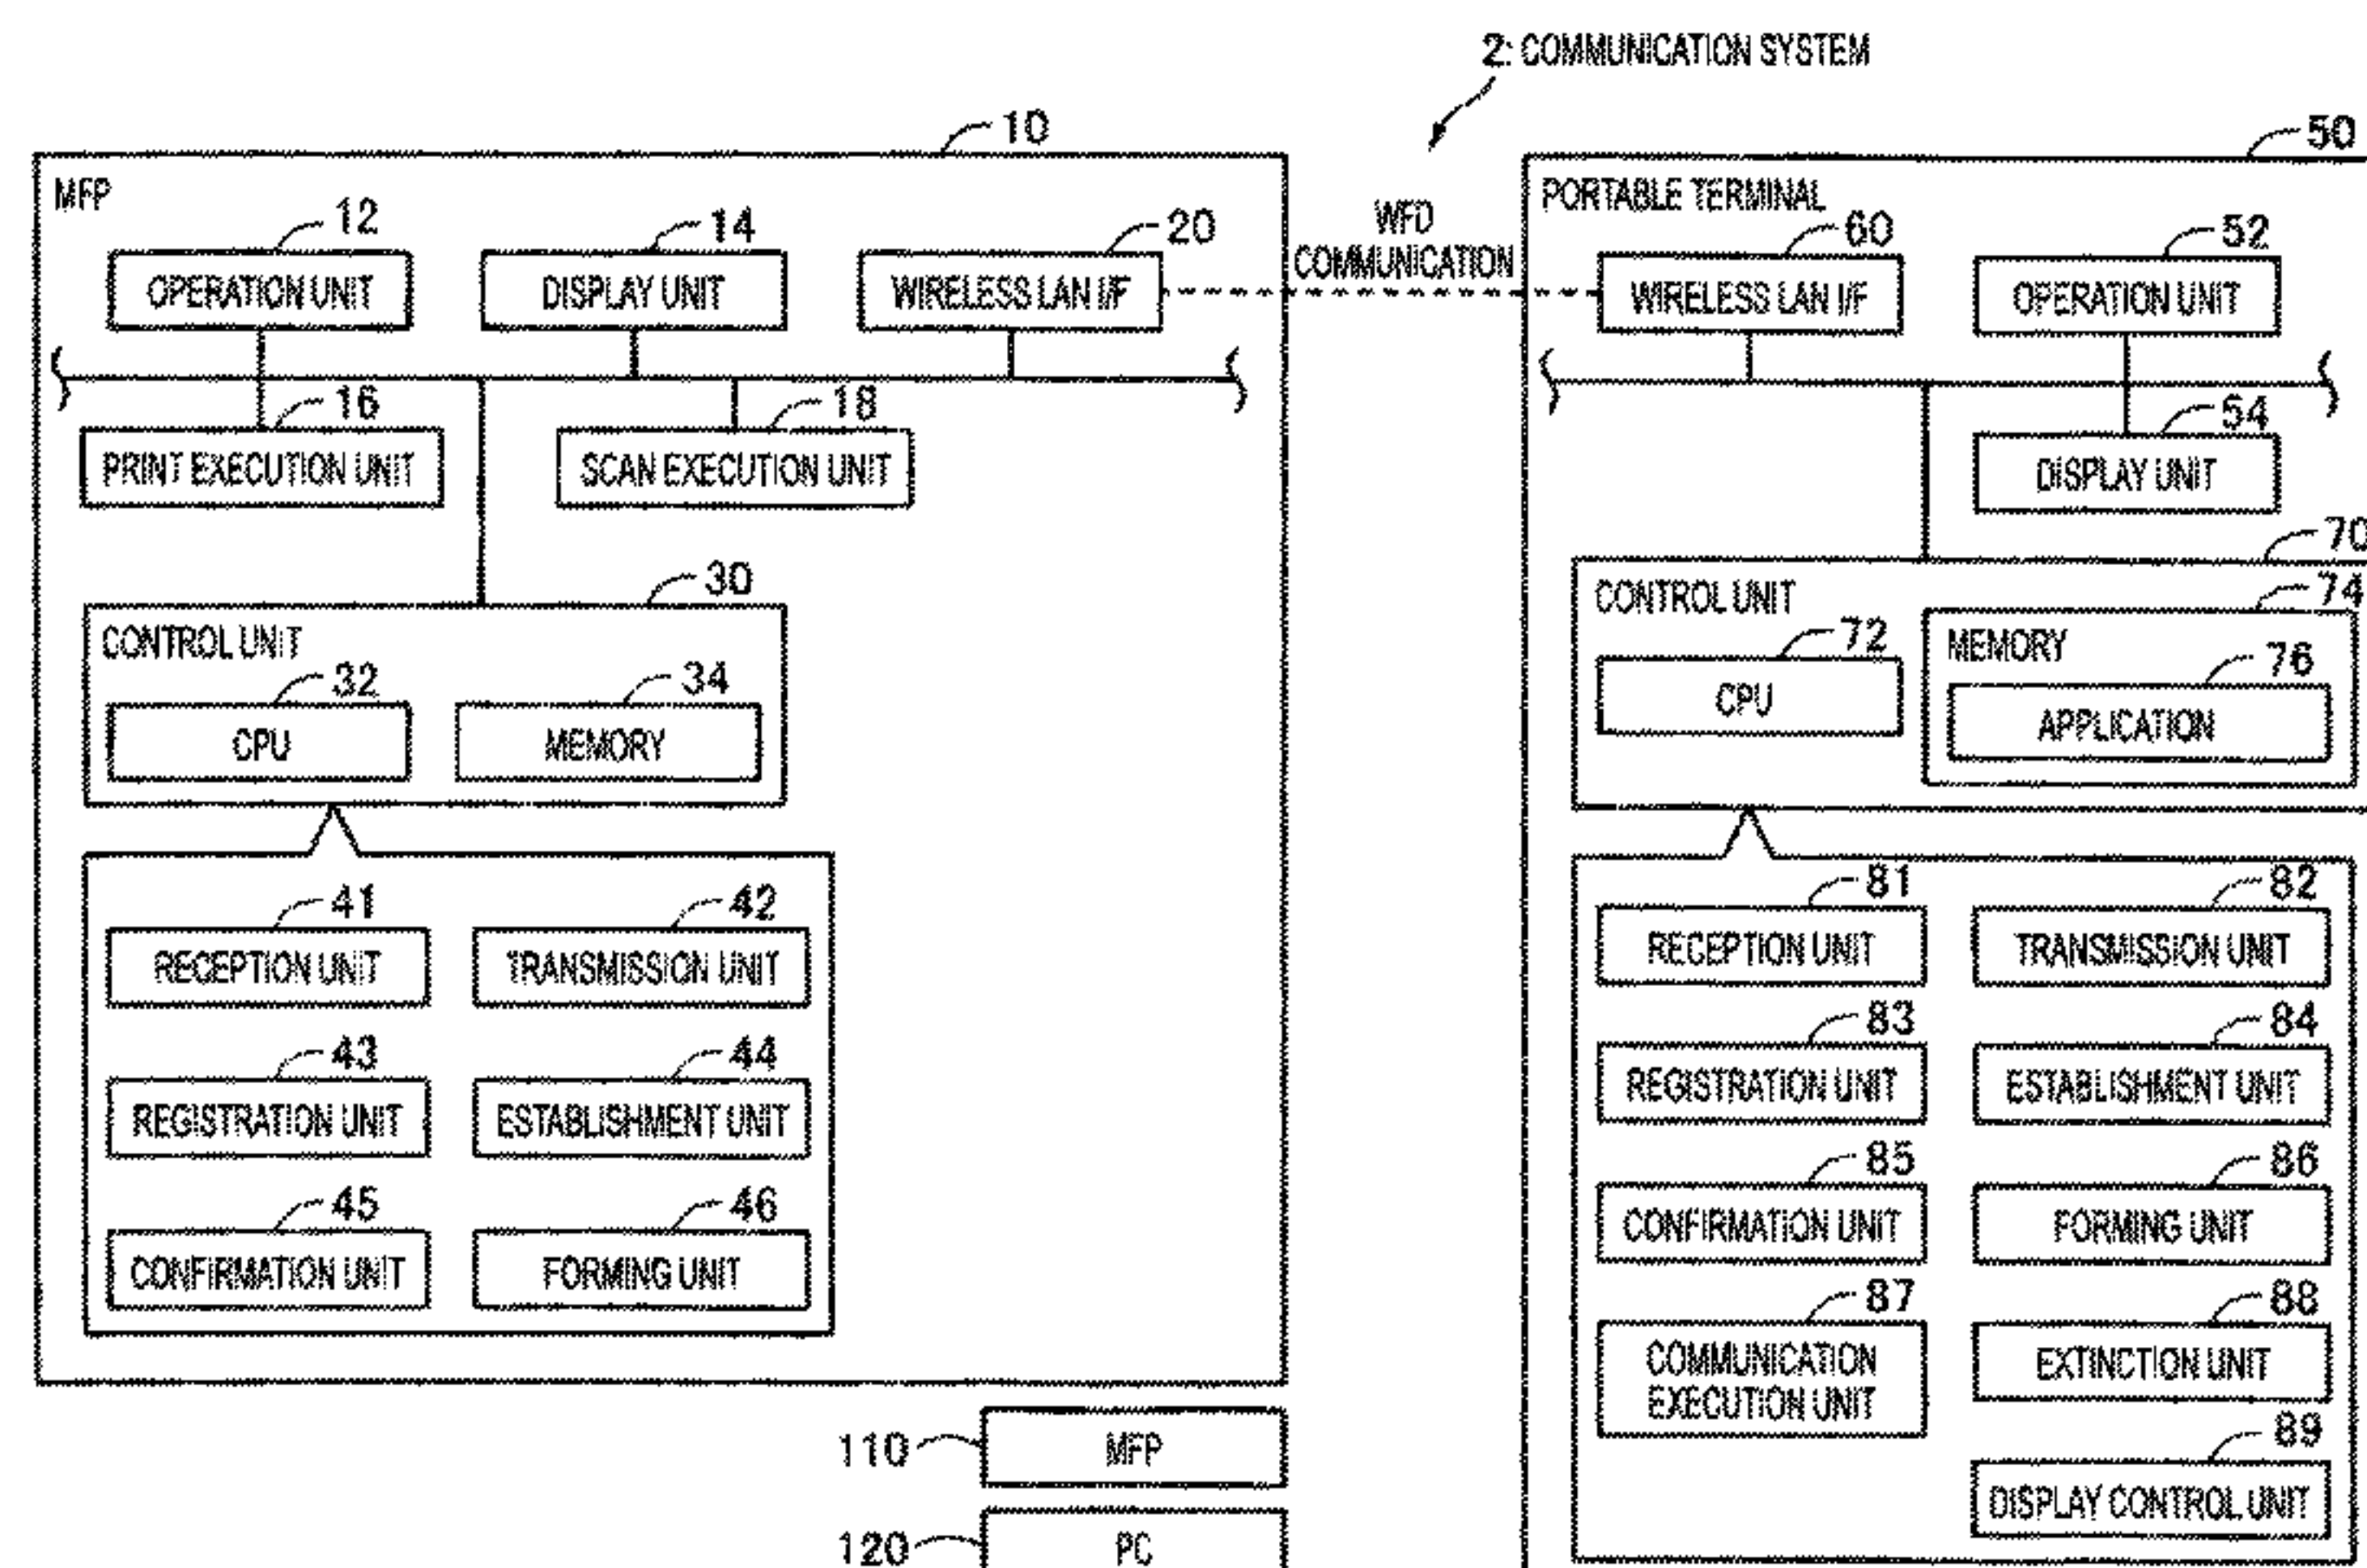 2: COMMUNICATION SYSTEM
10
MFP
12
OPERATION UNIT
14
DISPLAY UNIT
20
WIRELESS LAN I/F
16
PRINT EXECUTION UNIT
18
SCAN EXECUTION UNIT
30
CONTROL UNIT
32
CPU
34
MEMORY
41
RECEPTION UNIT
42
TRANSMISSION UNIT
43
REGISTRATION UNIT
44
ESTABLISHMENT UNIT
45
CONFIRMATION UNIT
46
FORMING UNIT
WFD
COMMUNICATION
50
PORTABLE TERMINAL
60
WIRELESS LAN I/F
52
OPERATION UNIT
54
DISPLAY UNIT
70
CONTROL UNIT
72
CPU
74
MEMORY
76
APPLICATION
81
RECEPTION UNIT
82
TRANSMISSION UNIT
83
REGISTRATION UNIT
84
ESTABLISHMENT UNIT
85
CONFIRMATION UNIT
86
FORMING UNIT
87
COMMUNICATION
EXECUTION UNIT
88
EXTINCTION UNIT
89
DISPLAY CONTROL UNIT
110
MFP
120
PC